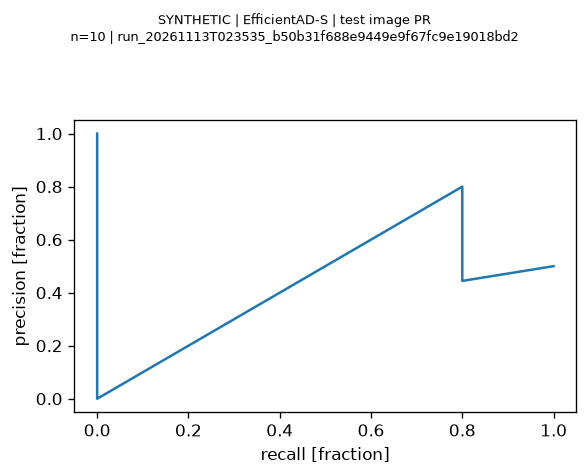 SYNTHETIC | EfficientAD-S | test image PR
n=10 | run_20261113T023535_b50b31f688e9449e9f67fc9e19018bd2
1.0
0.8
0.6
0.4
0.2
0.0
precision [fraction]
0.0 0.2 0.4 0.6 0.8 1.0
recall [fraction]